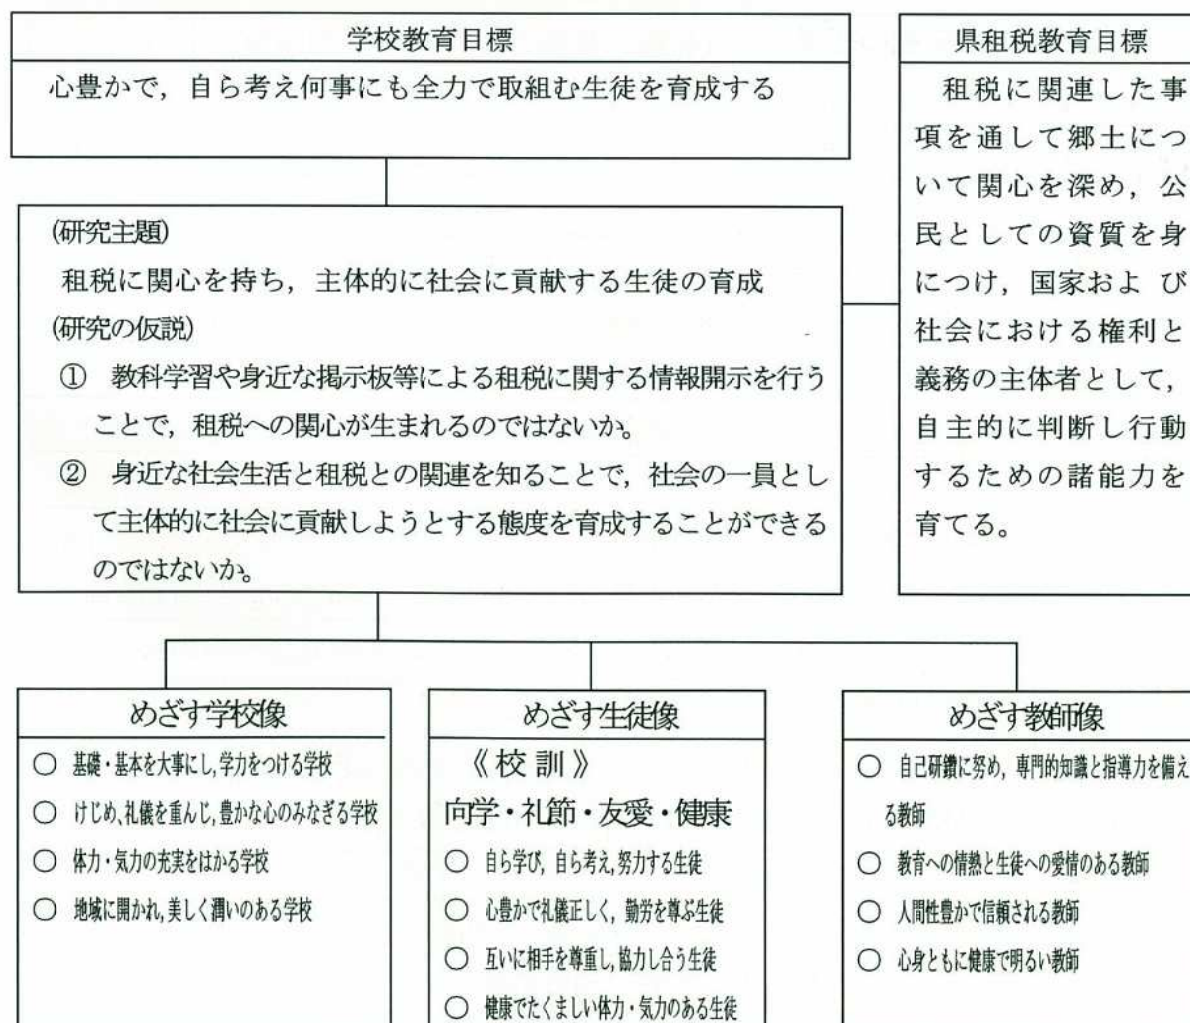 学校教育目標
心豊かで，自ら考え何事にも全力で取組む生徒を育成する
県租税教育目標
租税に関連した事
項を通して郷土につ
いて関心を深め，公
民としての資質を身
につけ，国家およ び
社会における権利と
義務の主体者として，
自主的に判断し行動
するための諸能力を
育てる。
(研究主題)
租税に関心を持ち，主体的に社会に貢献する生徒の育成
(研究の仮説)
① 教科学習や身近な掲示板等による租税に関する情報開示を行う
ことで，租税への関心が生まれるのではないか。
② 身近な社会生活と租税との関連を知ることで，社会の一員とし
て主体的に社会に貢献しようとする態度を育成することができる
のではないか。
めざす学校像
○ 基礎・基本を大事にし，学力をつける学校
○ けじめ、礼儀を重んじ，豊かな心のみなぎる学校
○ 体力・気力の充実をはかる学校
○ 地域に開かれ，美しく潤いのある学校
めざす生徒像
《校訓》
向学・礼節・友愛・健康
○ 自ら学び，自ら考え，努力する生徒
○ 心豊かで礼儀正しく，勤労を尊ぶ生徒
○ 互いに相手を尊重し，協力し合う生徒
○ 健康でたくましい体力・気力のある生徒
めざす教師像
○ 自己研鑽に努め，専門的知識と指導力を備え
る教師
○ 教育への情熱と生徒への愛情のある教師
○ 人間性豊かで信頼される教師
○ 心身ともに健康で明るい教師